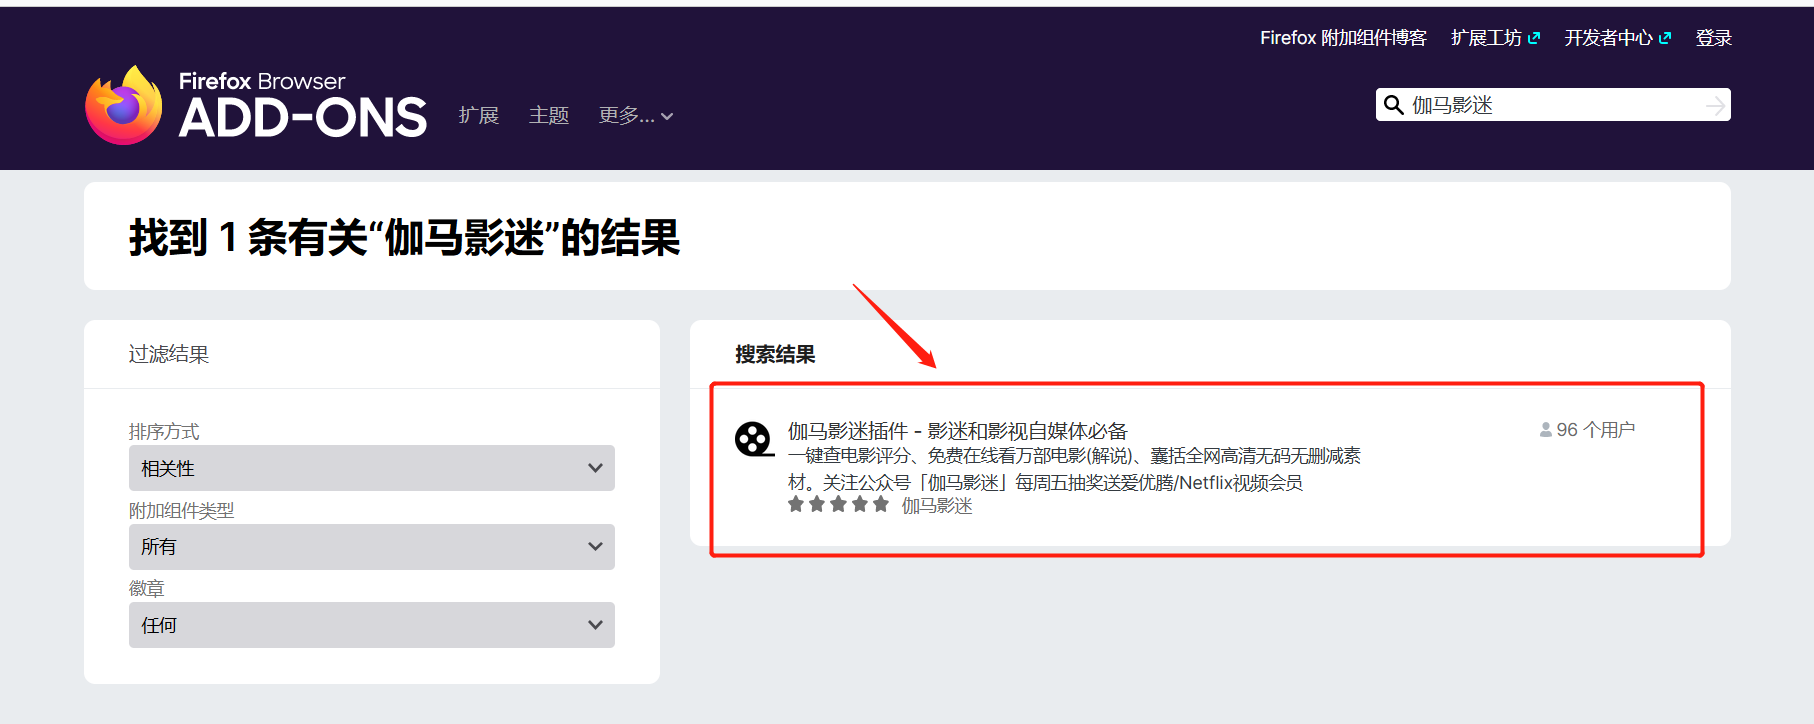 Firefox 附加组件博客 扩展工坊 开发者中心 登录
Firefox Browser
ADD-ONS
扩展 主题 更多...
伽马影迷
找到 1 条有关“伽马影迷”的结果
过滤结果
排序方式
相关性
附加组件类型
所有
徽章
任何
搜索结果
伽马影迷插件 - 影迷和影视自媒体必备
96 个用户
一键查电影评分、免费在线看万部电影(解说)、囊括全网高清无码无删减素
材。关注公众号「伽马影迷」每周五抽奖送爱优腾/Netflix视频会员
伽马影迷